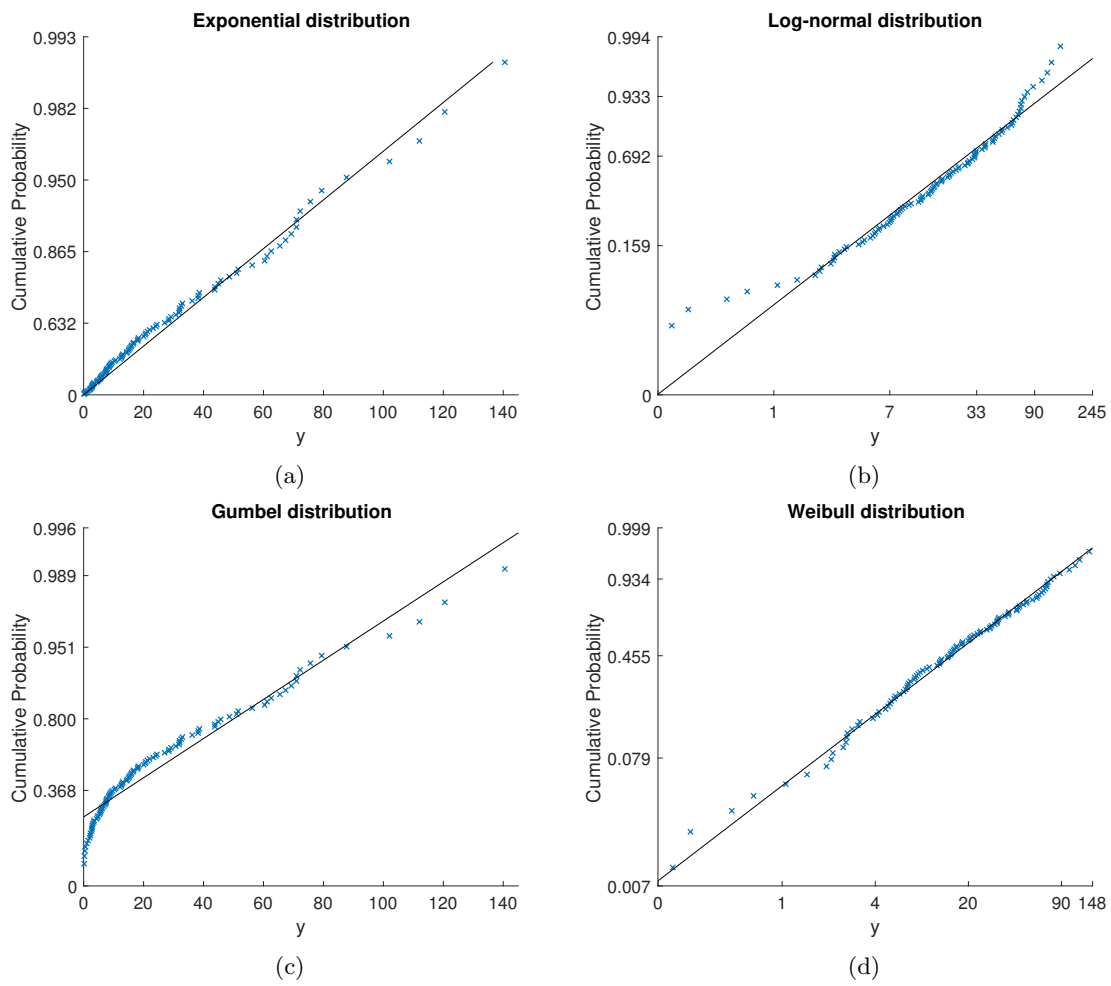 Exponential distribution
0.993
0.982
0.950
0.865
0.632
0
Cumulative Probability
0 20 40 60 80 100 120 140
y
(a)
Log-normal distribution
0.994
0.933
0.692
0.159
Cumulative Probability
0 1 7 33 90 245
y
(b)
Gumbel distribution
0.996
0.989
0.951
0.800
0.368
0
Cumulative Probability
0 20 40 60 80 100 120 140
y
(c)
Weibull distribution
0.999
0.934
0.455
0.079
0.007
Cumulative Probability
0 1 4 20 90 148
y
(d)